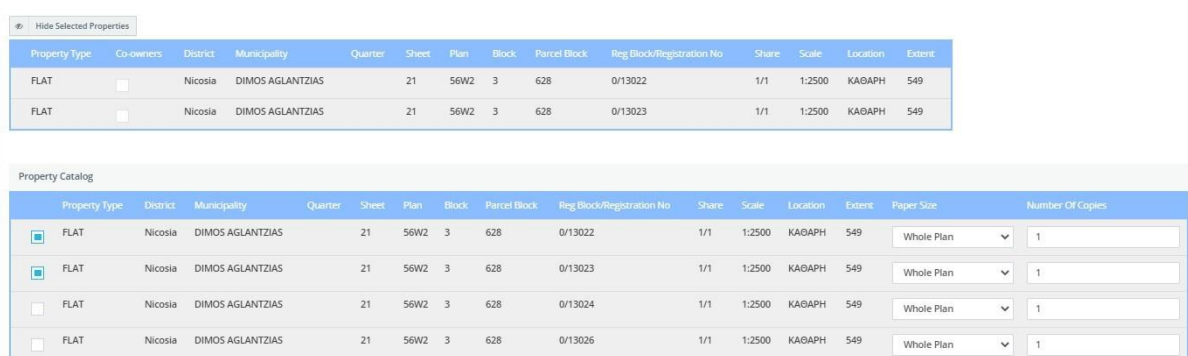 Hide Selected Properties
Property Type Co-owners District Municipality Quarter Sheet Plan Block Parcel Block Reg Block/Registration No Share Scale Location Extent
FLAT Nicosia DIMOS AGLANTZIAS 21 56W2 3 628 0/13022 1/1 1:2500 ΚΑΘΑΡΗ 549
FLAT Nicosia DIMOS AGLANTZIAS 21 56W2 3 628 0/13023 1/1 1:2500 ΚΑΘΑΡΗ 549
Property Catalog
Property Type District Municipality Quarter Sheet Plan Block Parcel Block Reg Block/Registration No Share Scale Location Extent Paper Size Number Of Copies
FLAT Nicosia DIMOS AGLANTZIAS 21 56W2 3 628 0/13022 1/1 1:2500 ΚΑΘΑΡΗ 549 Whole Plan 1
FLAT Nicosia DIMOS AGLANTZIAS 21 56W2 3 628 0/13023 1/1 1:2500 ΚΑΘΑΡΗ 549 Whole Plan 1
FLAT Nicosia DIMOS AGLANTZIAS 21 56W2 3 628 0/13024 1/1 1:2500 ΚΑΘΑΡΗ 549 Whole Plan 1
FLAT Nicosia DIMOS AGLANTZIAS 21 56W2 3 628 0/13026 1/1 1:2500 ΚΑΘΑΡΗ 549 Whole Plan 1